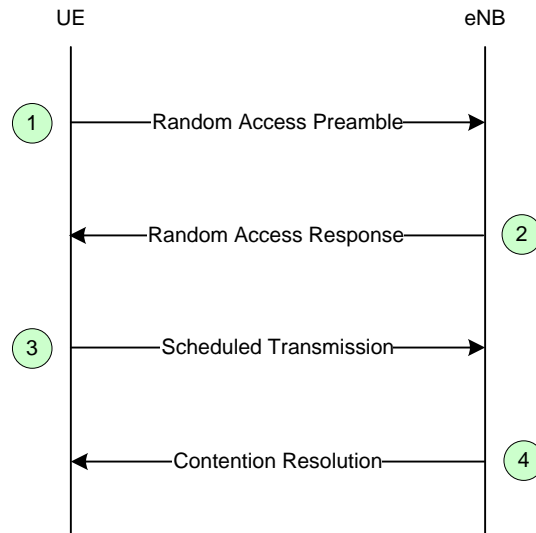 UE
eNB
1
Random Access Preamble
Random Access Response
2
3
Scheduled Transmission
Contention Resolution
4